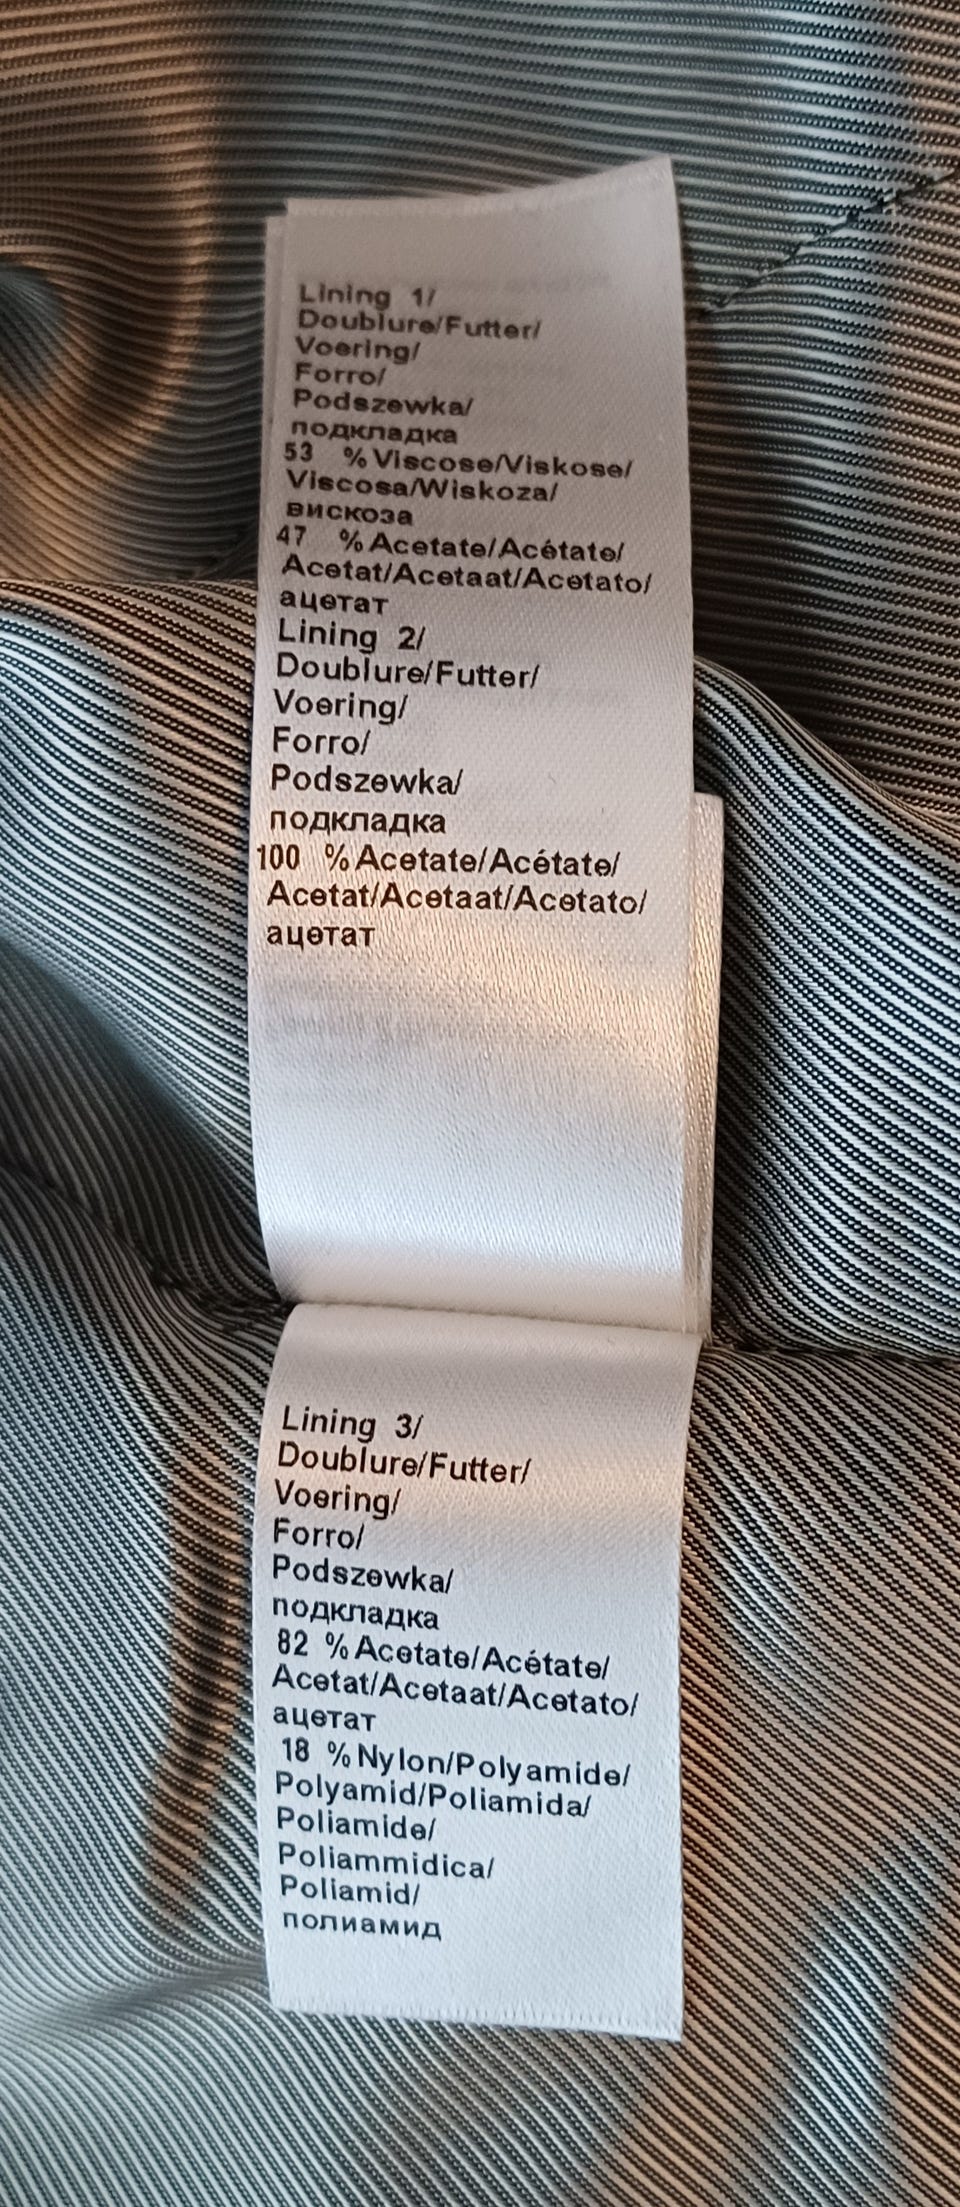 Lining 1/
Doublure/Futter/
Voering/
Forro/
Podszewka/
подкладка
53 % Viscose/Viskose/
Viscosa/Wiskoza/
вискоза
47 % Acetate/Acétate/
Acetat/Acetaat/Acetato/
ацетат
Lining 2/
Doublure/Futter/
Voering/
Forro/
Podszewka/
подкладка
100 % Acetate/Acétate/
Acetat/Acetaat/Acetato/
ацетат
Lining 3/
Doublure/Futter/
Voering/
Forro/
Podszewka/
подкладка
82 % Acetate/Acétate/
Acetat/Acetaat/Acetato/
ацетат
18 % Nylon/Polyamide/
Polyamid/Poliamida/
Poliamide/
Poliammidica/
Poliamid/
полиамид